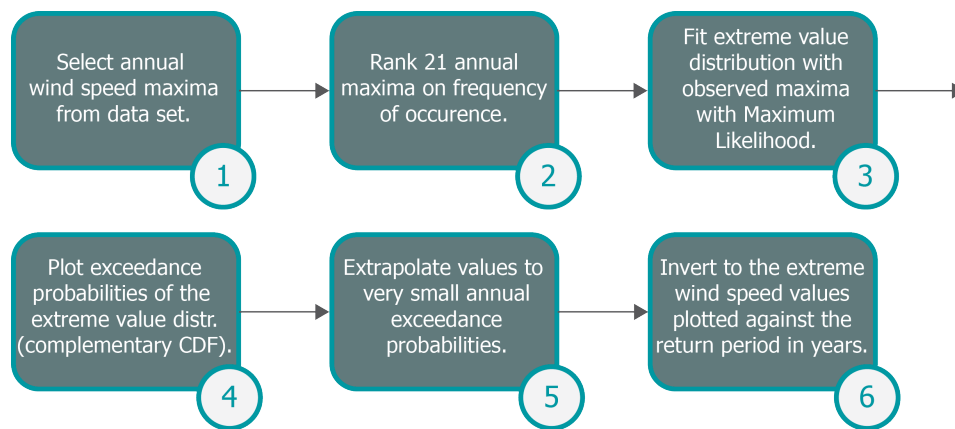 Select annual
wind speed maxima
from data set.
1
Rank 21 annual
maxima on frequency
of occurence.
2
Fit extreme value
distribution with
observed maxima
with Maximum
Likelihood.
3
Plot exceedance
probabilities of the
extreme value distr.
(complementary CDF).
4
Extrapolate values to
very small annual
exceedance
probabilities.
5
Invert to the extreme
wind speed values
plotted against the
return period in years.
6